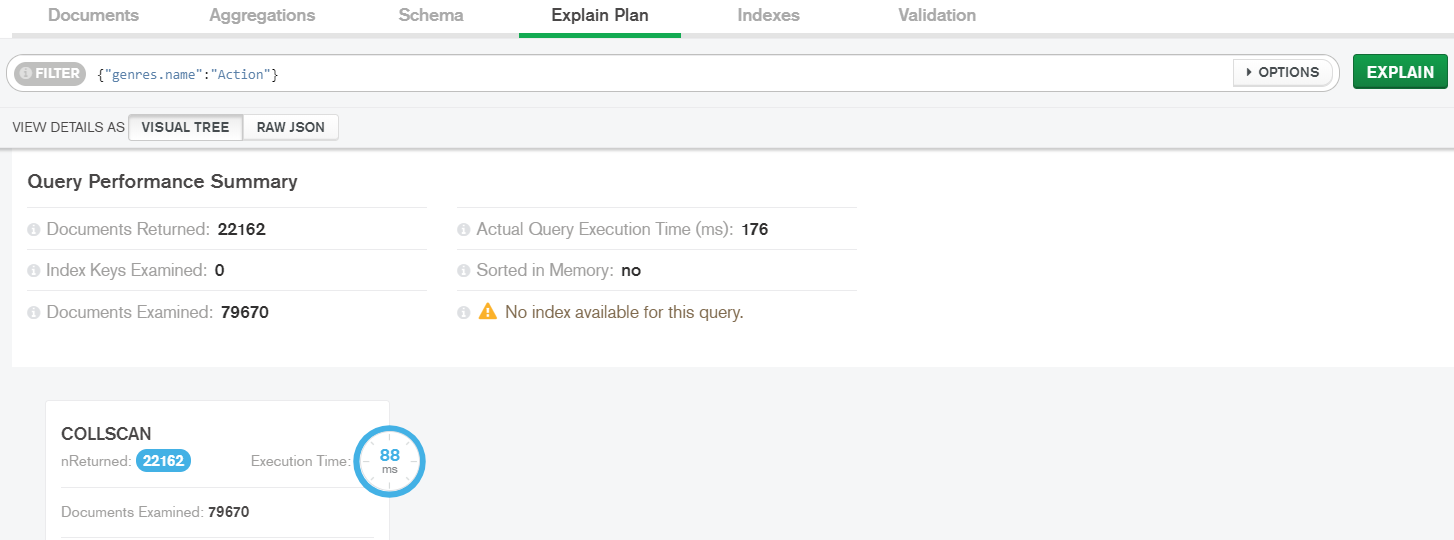 Documents Aggregations Schema Explain Plan Indexes Validation
FILTER {"genres.name":"Action"} OPTIONS EXPLAIN
VIEW DETAILS AS VISUAL TREE RAW JSON
Query Performance Summary
Documents Returned: 22162 Actual Query Execution Time (ms): 176
Index Keys Examined: 0 Sorted in Memory: no
Documents Examined: 79670 No index available for this query.
COLLSCAN
nReturned: 22162 Execution Time: 88 ms
Documents Examined: 79670